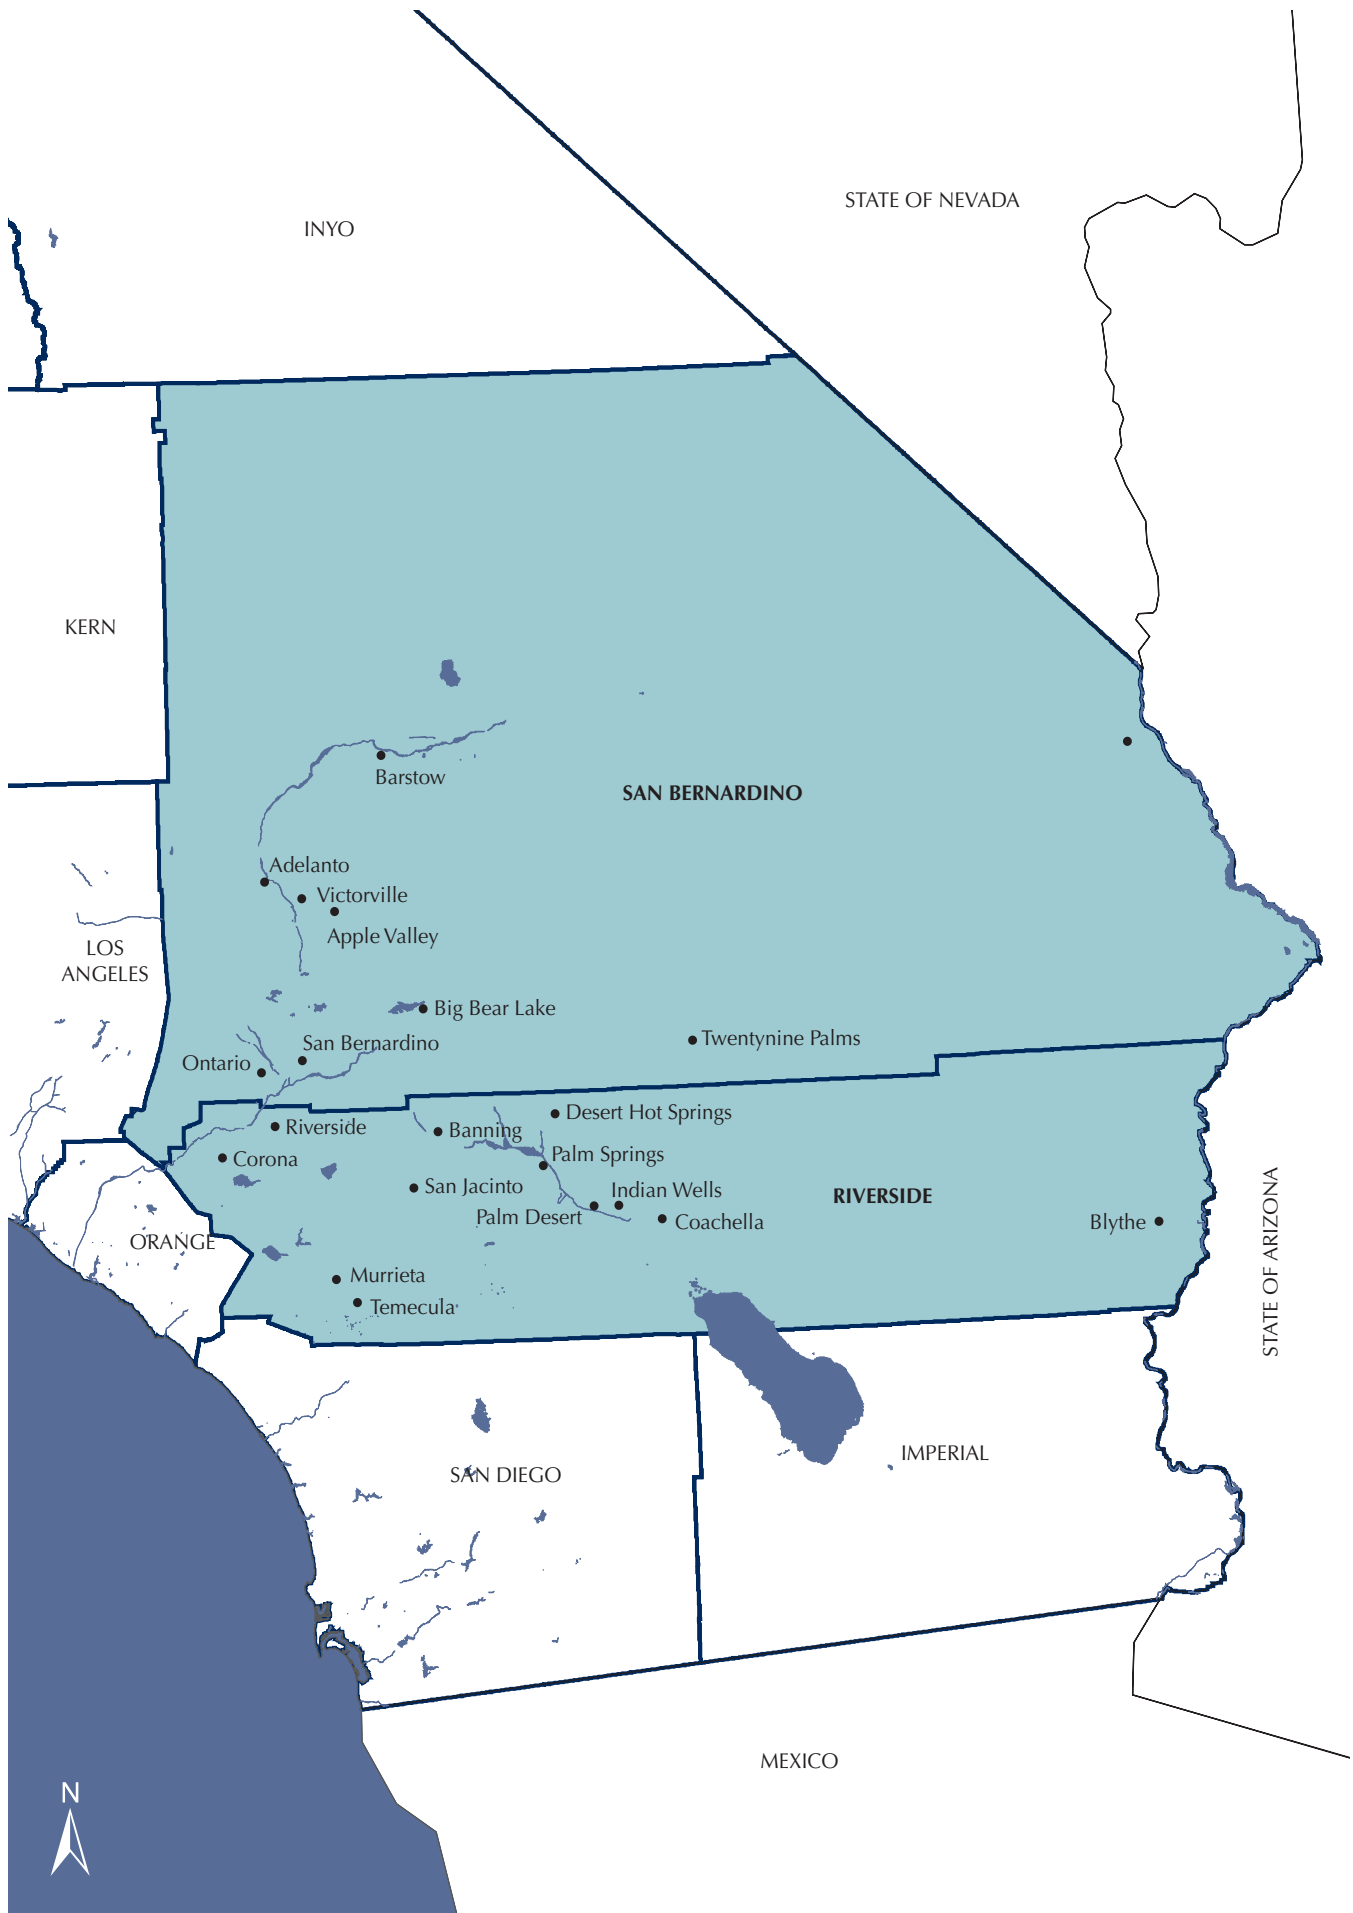 STATE OF NEVADA
INYO
KERN
Barstow
SAN BERNARDINO
Adelanto
Victorville
Apple Valley
LOS
ANGELES
Big Bear Lake
Twentynine Palms
San Bernardino
Ontario
Desert Hot Springs
Riverside
Banning
Palm Springs
Corona
San Jacinto
Indian Wells
RIVERSIDE
Palm Desert
Coachella
Blythe
STATE OF ARIZONA
ORANGE
Murrieta
Temecula
IMPERIAL
SAN DIEGO
MEXICO
N